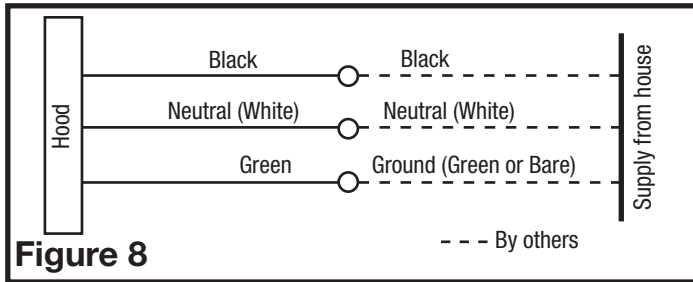 Black Black
Neutral (White) Neutral (White)
Green Ground (Green or Bare)
Hood
Supply from house
- - - By others
Figure 8